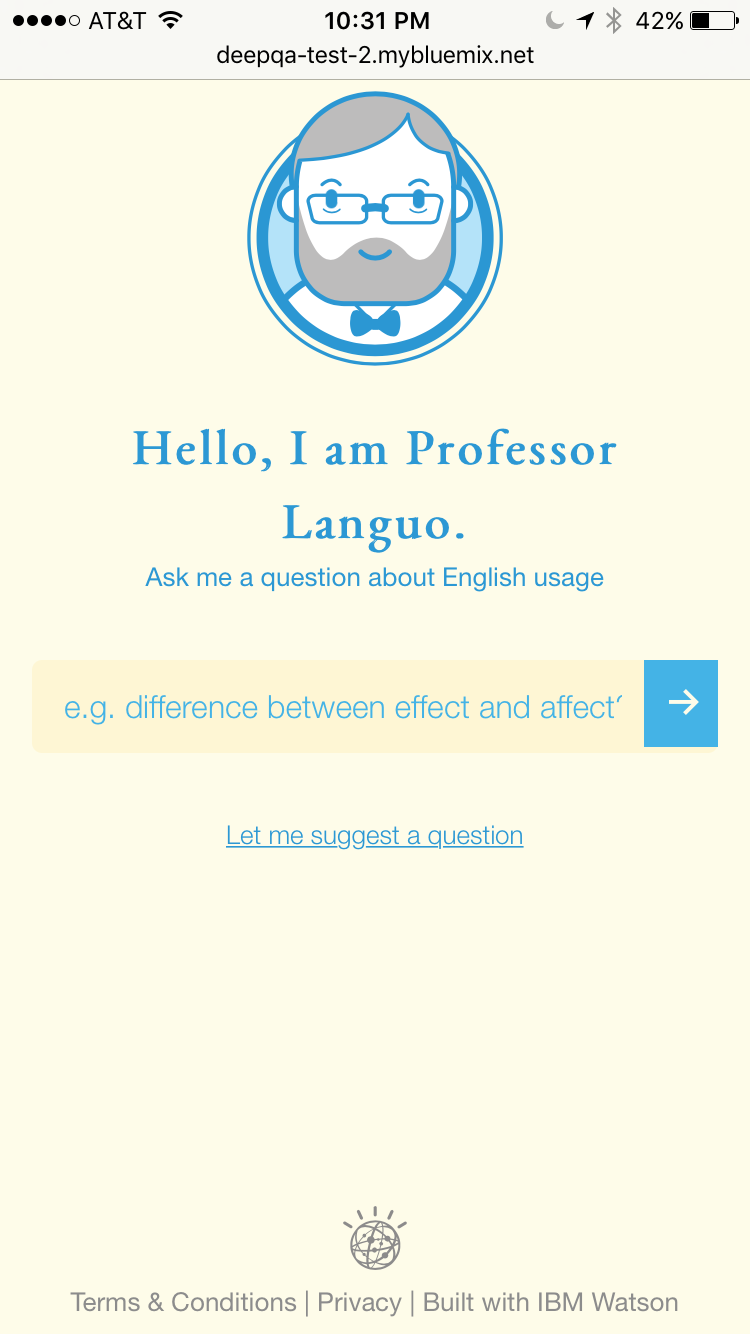 AT&T 10:31 PM 42%
deepqa-test-2.mybluemix.net
Hello, I am Professor
Languo.
Ask me a question about English usage
e.g. difference between effect and affect
Let me suggest a question
Terms & Conditions | Privacy | Built with IBM Watson